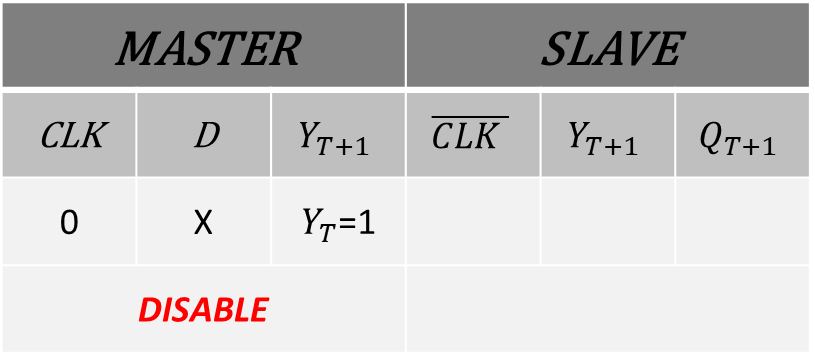 MASTER SLAVE
CLK D Y_{T+1} \overline{CLK} Y_{T+1} Q_{T+1}
0 X Y_T=1
DISABLE